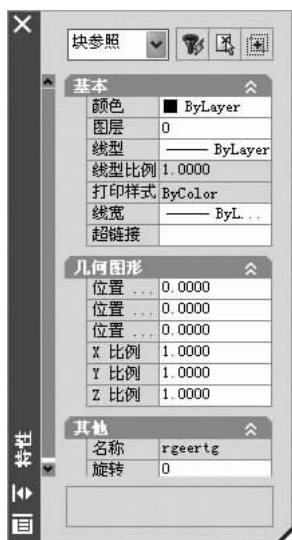 块参照
基本
颜色 ByLayer
图层 0
线型 ByLayer
线型比例 1.0000
打印样式 ByColor
线宽 ByL...
超链接
几何图形
位置 ... 0.0000
位置 ... 0.0000
位置 ... 0.0000
X 比例 1.0000
Y 比例 1.0000
Z 比例 1.0000
其他
名称 rgeertg
旋转 0
特性